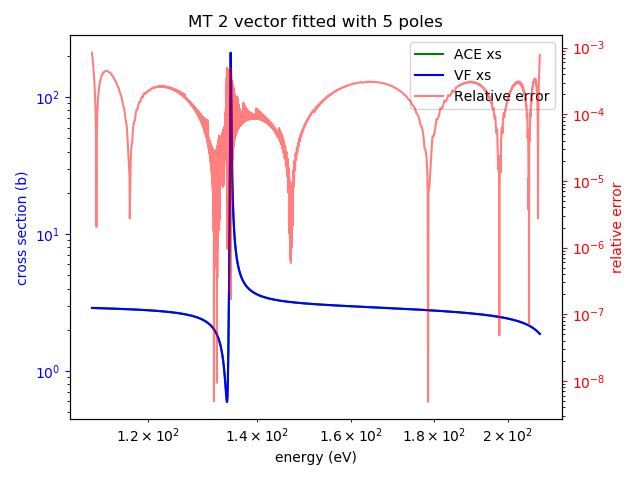 MT 2 vector fitted with 5 poles
ACE xs
VF xs
Relative error
cross section (b)
10²
10¹
10⁰
relative error
10⁻³
10⁻⁴
10⁻⁵
10⁻⁶
10⁻⁷
10⁻⁸
1.2 × 10² 1.4 × 10² 1.6 × 10² 1.8 × 10² 2 × 10²
energy (eV)